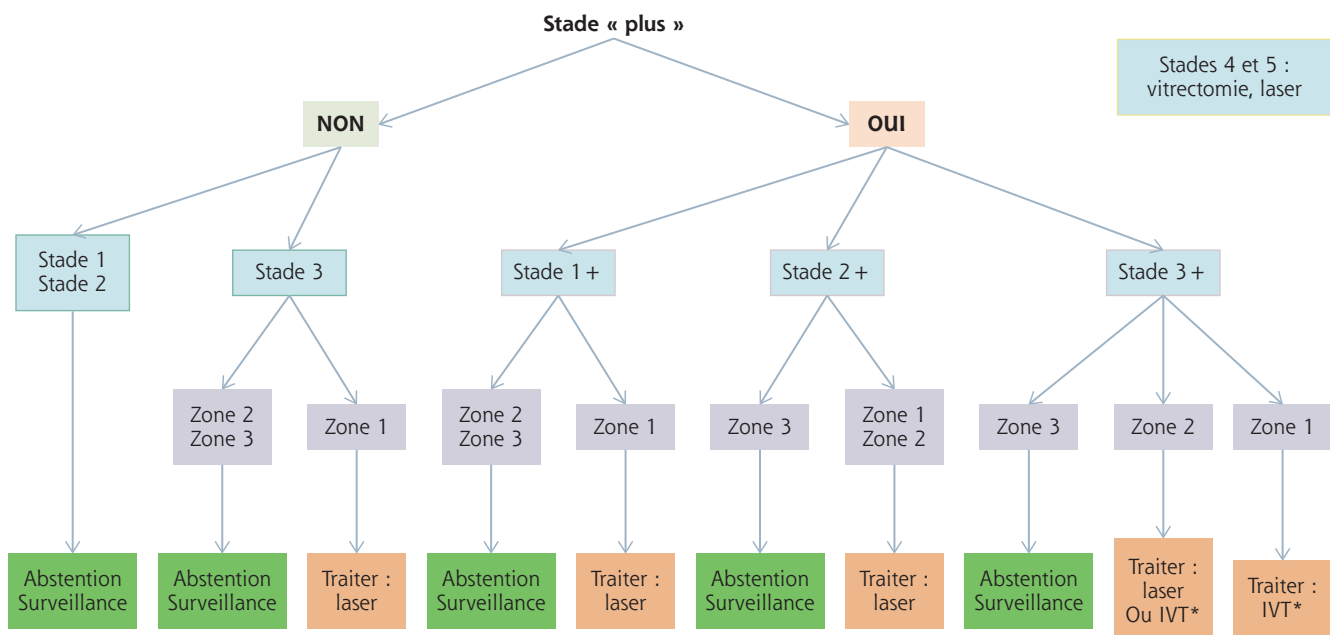 Stade « plus »
Stades 4 et 5 :
vitrectomie, laser
NON
OUI
Stade 1
Stade 2
Stade 3
Stade 1 +
Stade 2 +
Stade 3 +
Zone 2
Zone 3
Zone 1
Zone 2
Zone 3
Zone 1
Zone 3
Zone 1
Zone 2
Zone 3
Zone 2
Zone 1
Abstention
Surveillance
Abstention
Surveillance
Traiter :
laser
Abstention
Surveillance
Traiter :
laser
Abstention
Surveillance
Traiter :
laser
Abstention
Surveillance
Traiter :
laser
Ou IVT*
Traiter :
IVT*